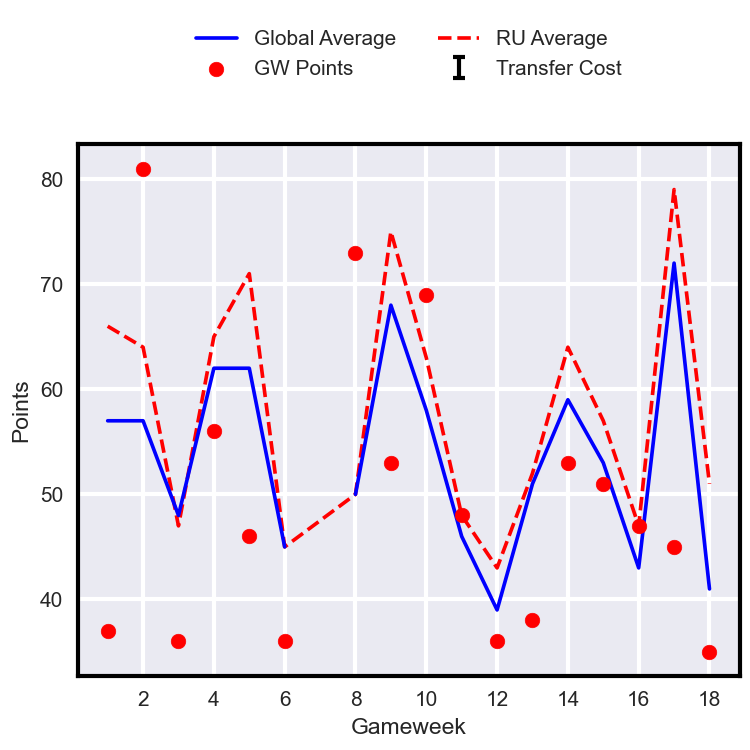 Global Average RU Average
GW Points Transfer Cost
80
70
60
50
40
Points
2 4 6 8 10 12 14 16 18
Gameweek